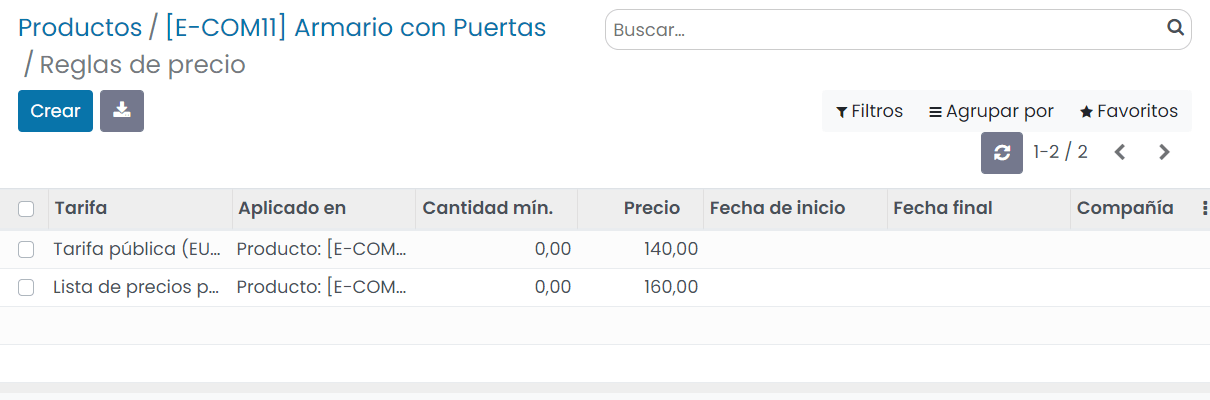 Productos / [E-COM11] Armario con Puertas
/ Reglas de precio
Buscar...
Crear
Filtros Agrupar por Favoritos
1-2 / 2
Tarifa Aplicado en Cantidad mín. Precio Fecha de inicio Fecha final Compañía
Tarifa pública (EU... Producto: [E-COM... 0,00 140,00
Lista de precios p... Producto: [E-COM... 0,00 160,00